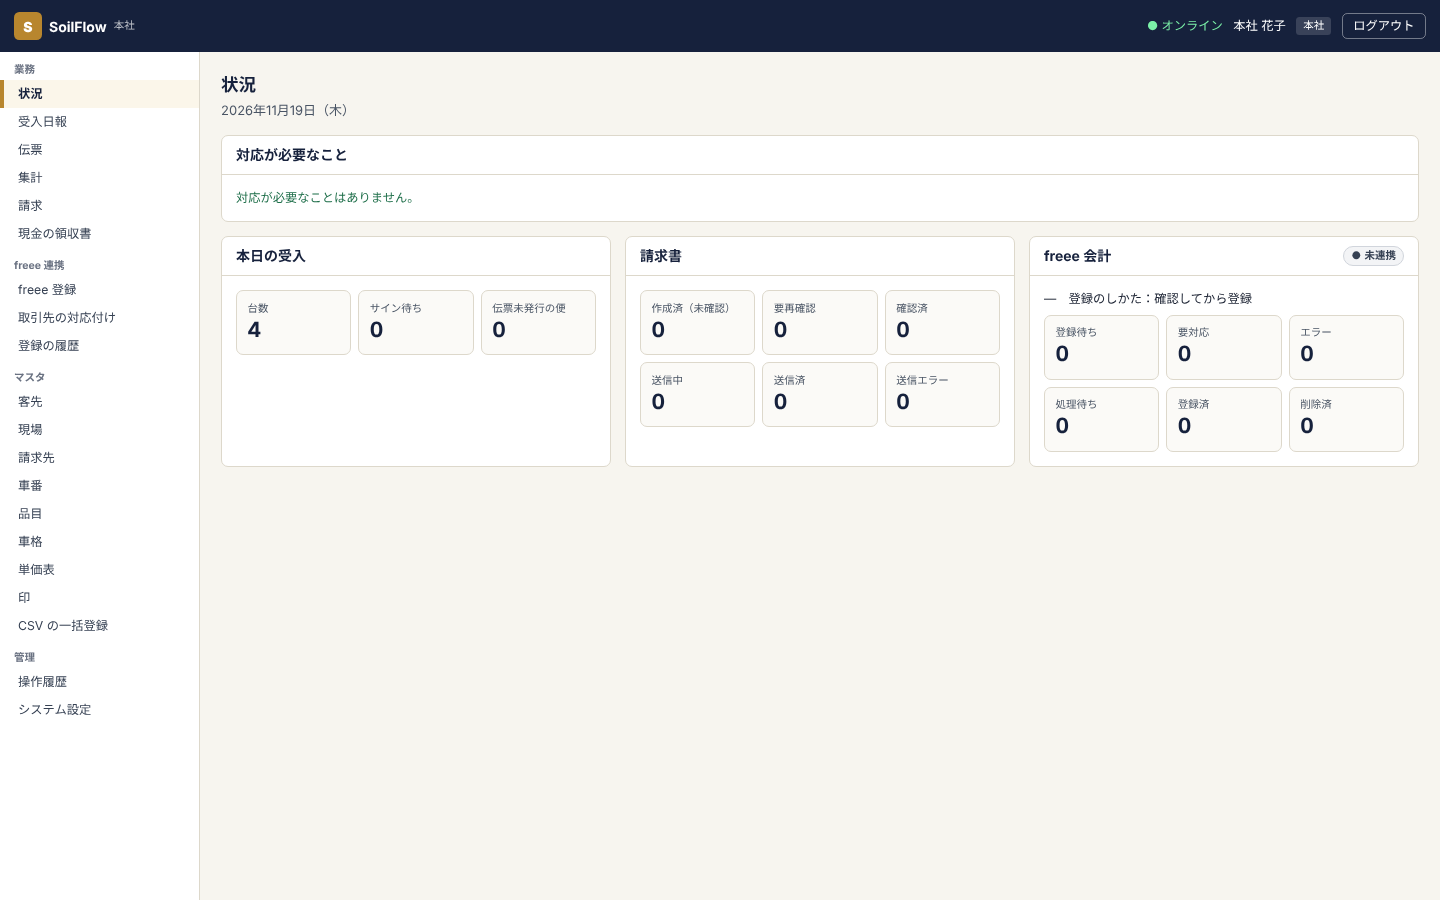 S SoilFlow 本社
オンライン 本社 花子 本社 ログアウト
業務
状況
受入日報
伝票
集計
請求
現金の領収書
freee 連携
freee 登録
取引先の対応付け
登録の履歴
マスタ
客先
現場
請求先
車番
品目
車格
単価表
印
CSV の一括登録
管理
操作履歴
システム設定
状況
2026年11月19日（木）
対応が必要なこと
対応が必要なことはありません。
本日の受入
台数
4
サイン待ち
0
伝票未発行の便
0
請求書
作成済（未確認）
0
要再確認
0
確認済
0
送信中
0
送信済
0
送信エラー
0
freee 会計
未連携
— 登録のしかた：確認してから登録
登録待ち
0
要対応
0
エラー
0
処理待ち
0
登録済
0
削除済
0